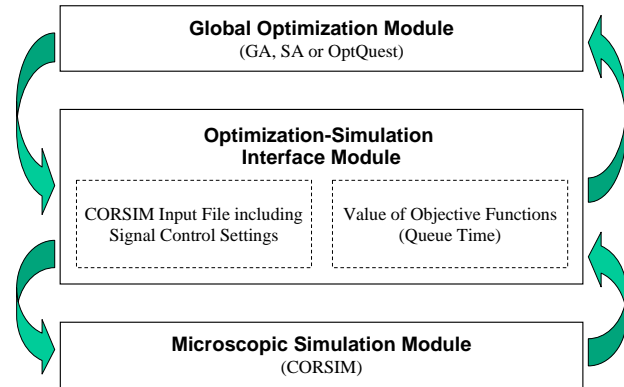 Global Optimization Module
(GA, SA or OptQuest)
Optimization-Simulation
Interface Module
CORSIM Input File including
Signal Control Settings
Value of Objective Functions
(Queue Time)
Microscopic Simulation Module
(CORSIM)